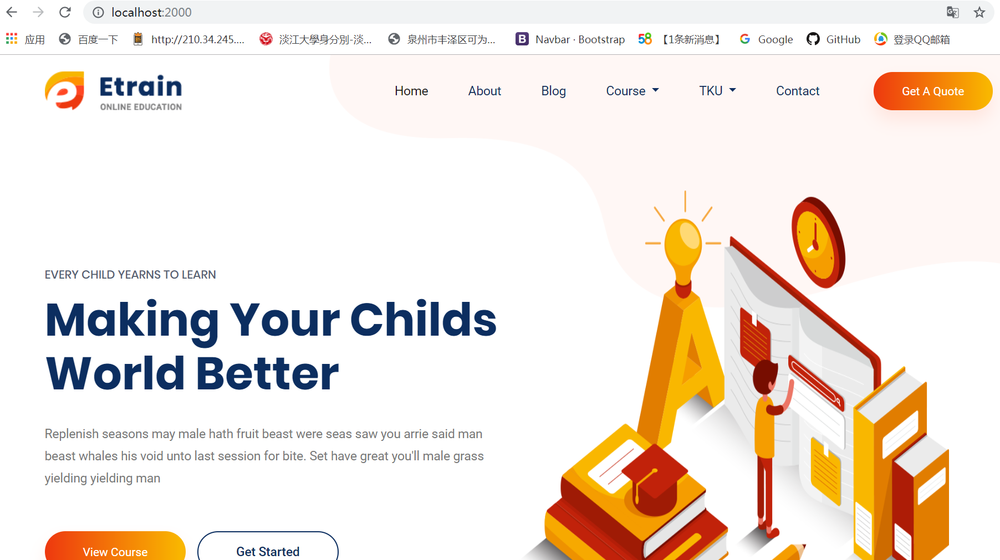 localhost:2000
应用 百度一下 http://210.34.245.... 淡江大學身分別-淡... 泉州市丰泽区可为... Navbar · Bootstrap 【1条新消息】 Google GitHub 登录QQ邮箱
Etrain
ONLINE EDUCATION
Home About Blog Course TKU Contact Get A Quote
EVERY CHILD YEARNS TO LEARN
Making Your Childs
World Better
Replenish seasons may male hath fruit beast were seas saw you arrie said man
beast whales his void unto last session for bite. Set have great you'll male grass
yielding yielding man
View Course Get Started